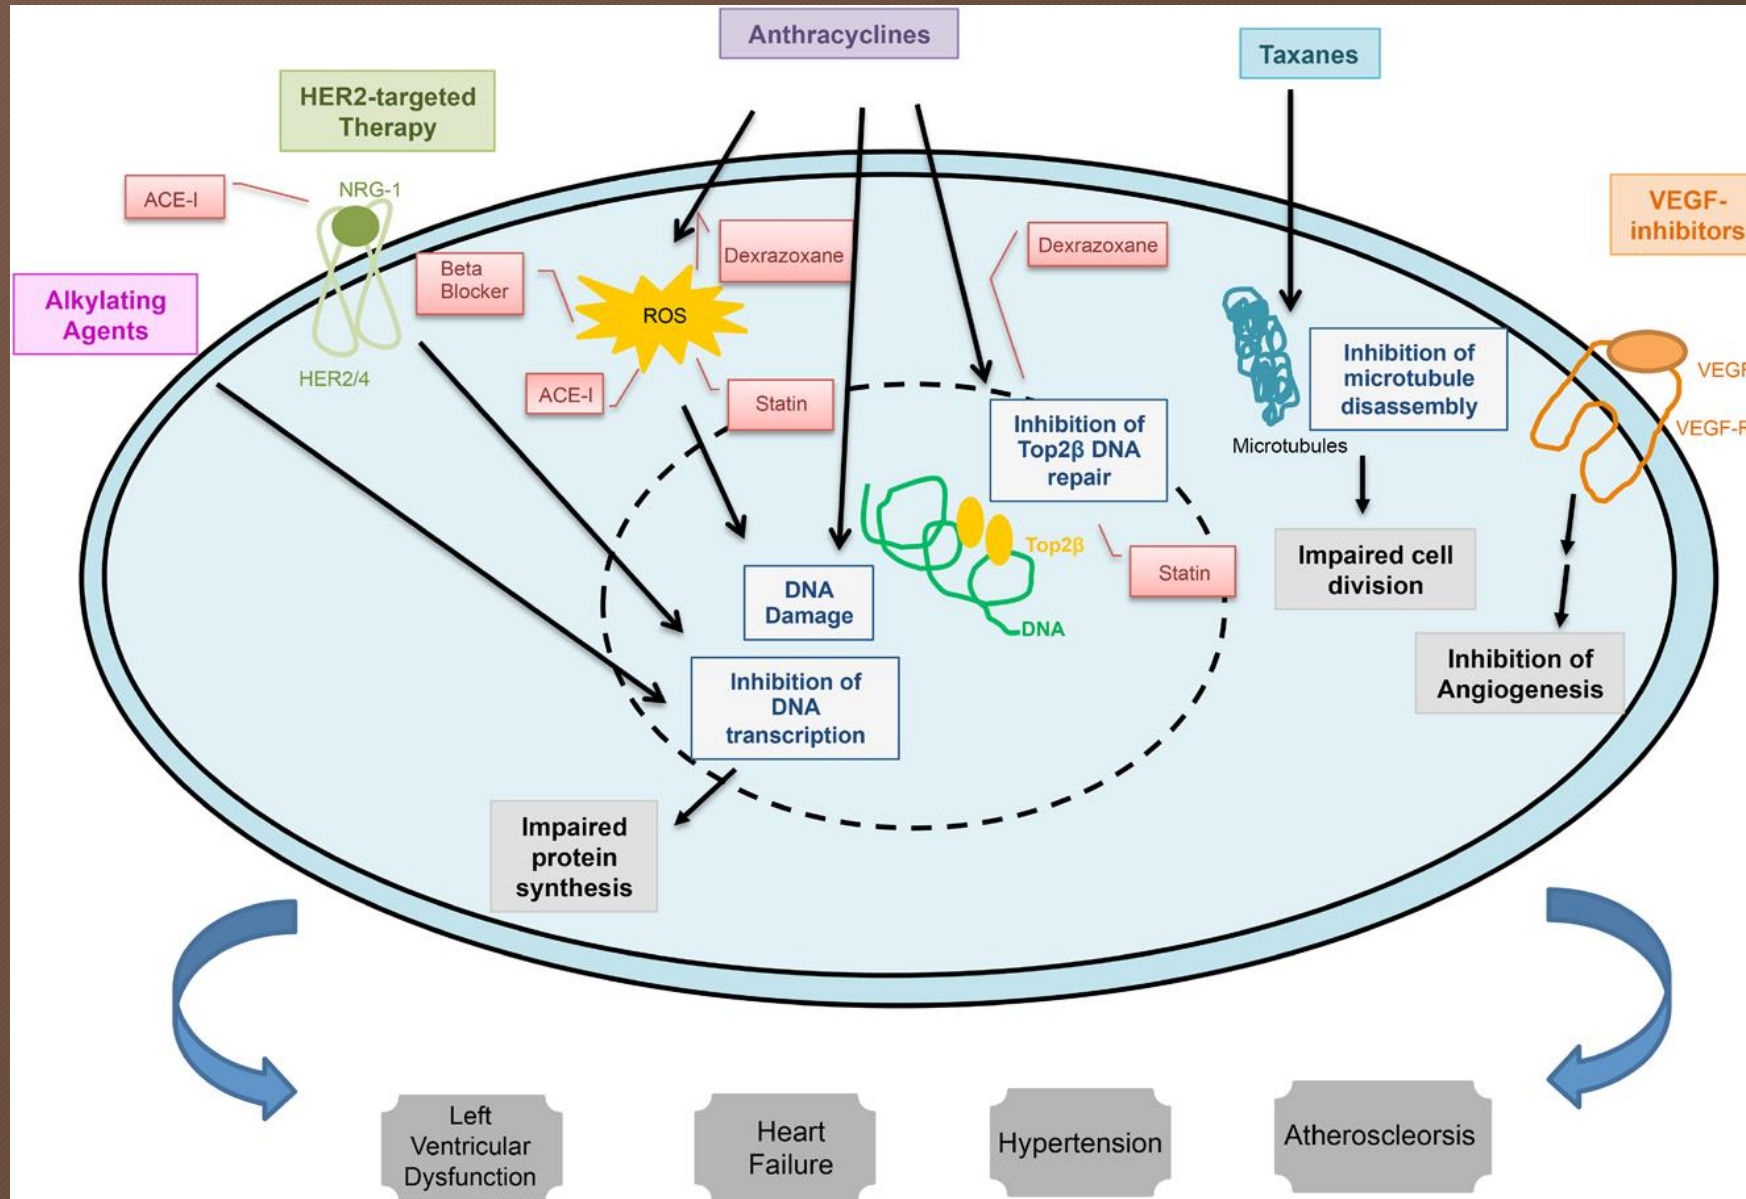 Anthracyclines
Taxanes
HER2-targeted
Therapy
ACE-I
NRG-1
VEGF-
inhibitors
Alkylating
Agents
Beta
Blocker
Dexrazoxane
Dexrazoxane
ROS
HER2/4
ACE-I
Statin
Inhibition of
microtubule
disassembly
VEGF
VEGF-R
Microtubules
Inhibition of
Top2β DNA
repair
Top2β
Statin
DNA
DNA
Damage
Impaired cell
division
Inhibition of
DNA
transcription
Inhibition of
Angiogenesis
Impaired
protein
synthesis
Left
Ventricular
Dysfunction
Heart
Failure
Hypertension
Atheroscleorsis